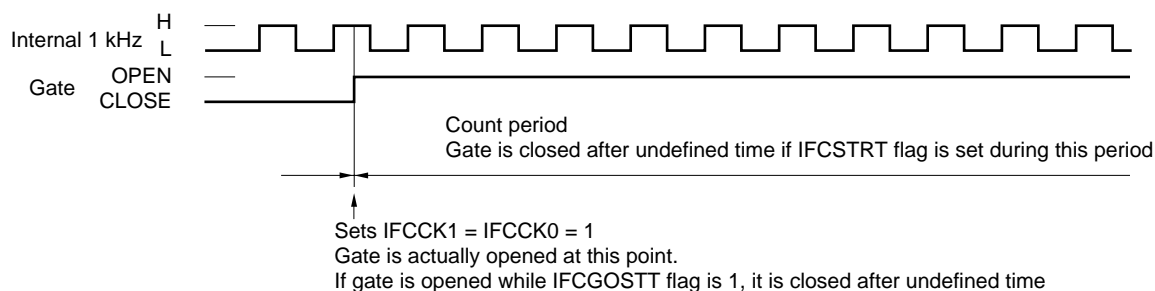 H
Internal 1 kHz
L
OPEN
Gate
CLOSE
Count period
Gate is closed after undefined time if IFCSTRT flag is set during this period
Sets IFCCK1 = IFCCK0 = 1
Gate is actually opened at this point.
If gate is opened while IFCGOSTT flag is 1, it is closed after undefined time